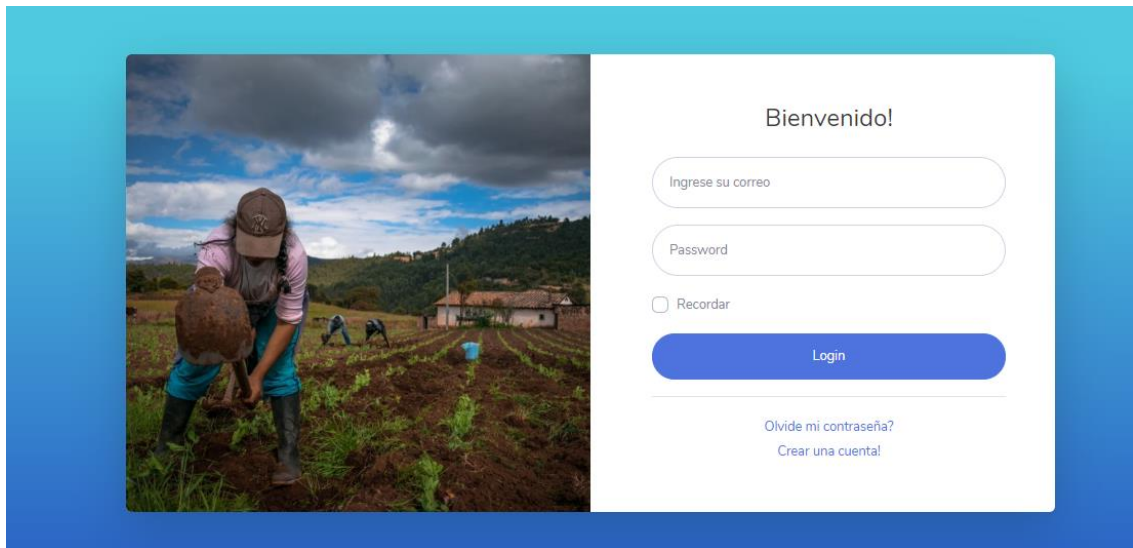 Bienvenido!
Ingrese su correo
Password
Recordar
Login
Olvide mi contraseña?
Crear una cuenta!